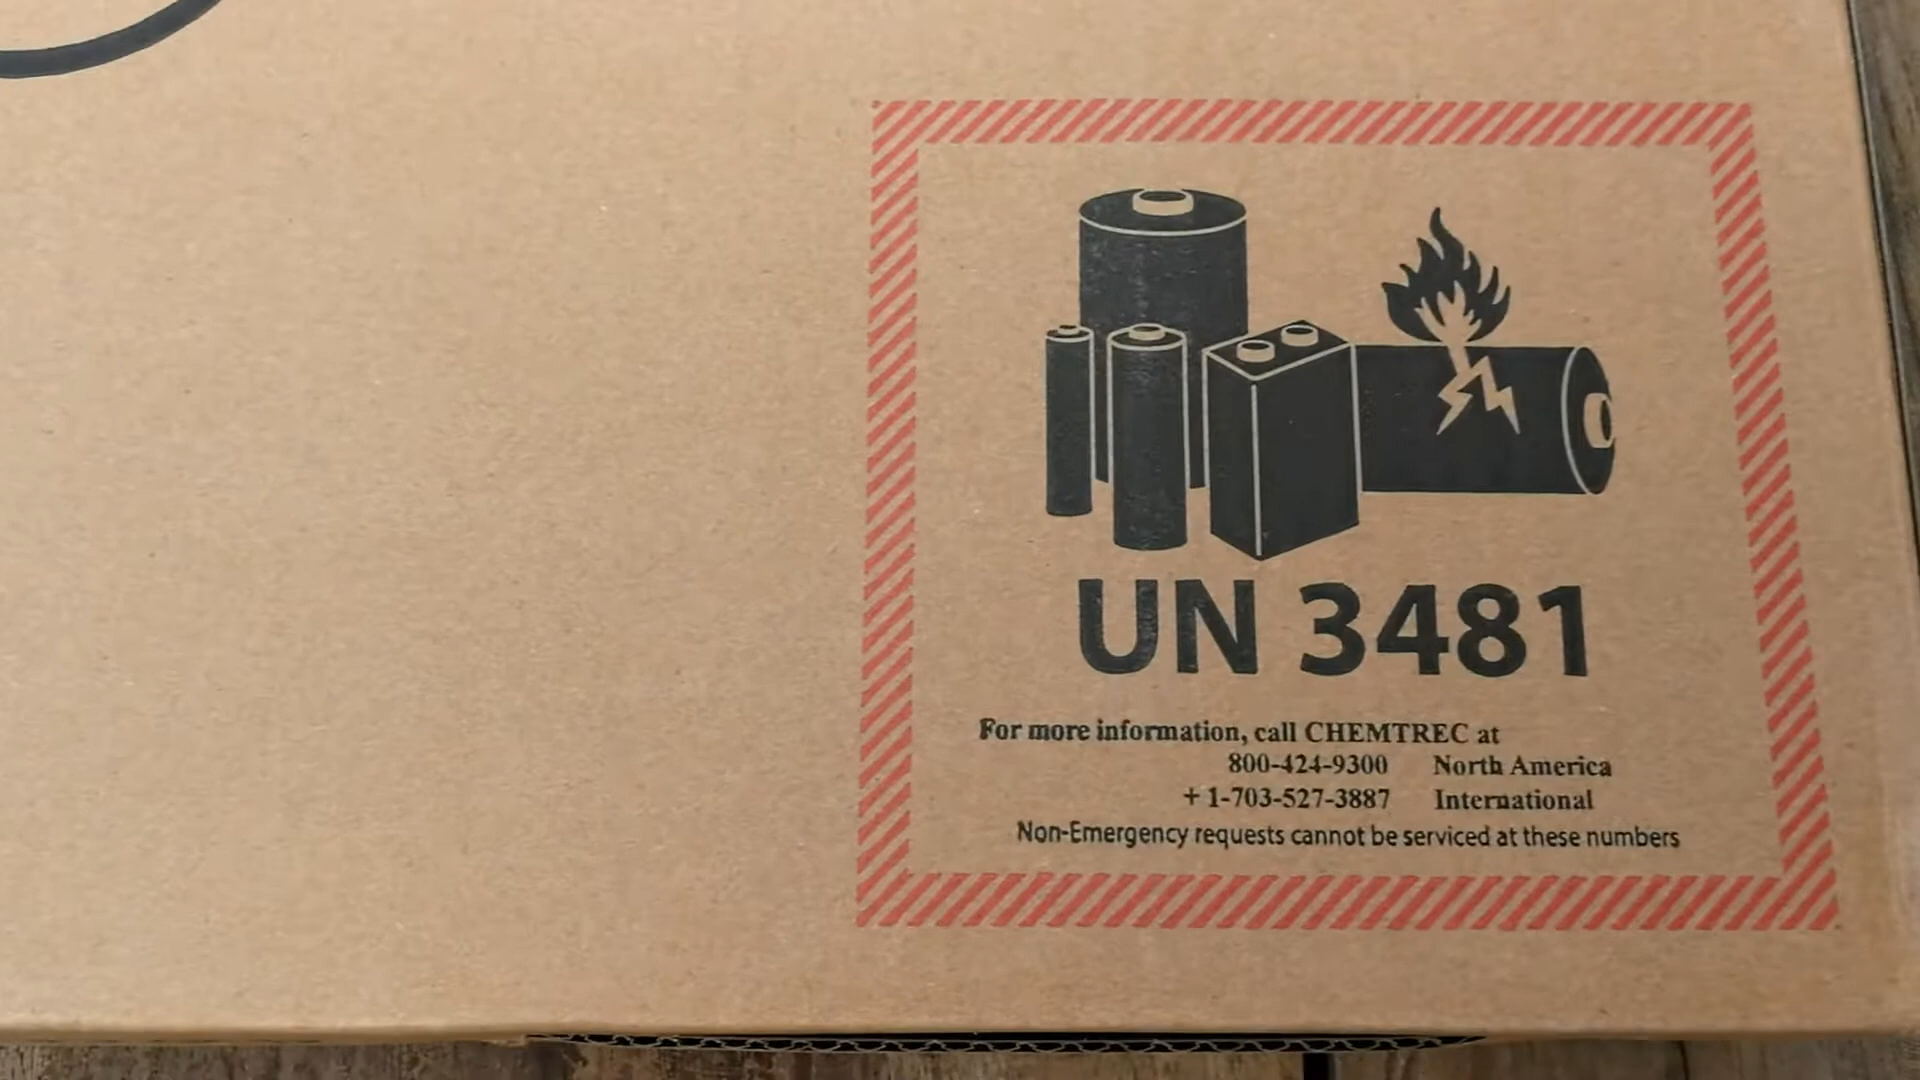 UN 3481
For more information, call CHEMTREC at
800-424-9300 North America
+ 1-703-527-3887 International
Non-Emergency requests cannot be serviced at these numbers